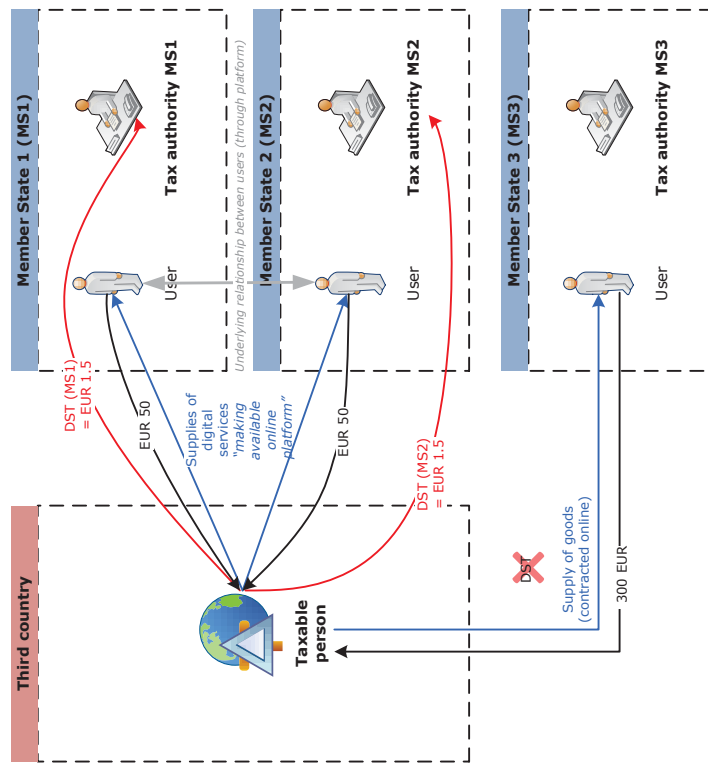 Third country
Taxable
person
Member State 1 (MS1)
User
Tax authority MS1
DST (MS1)
= EUR 1.5
EUR 50
Supplies of
digital
services
“making
available
online
platform”
Underlying relationship between users (through platform)
Member State 2 (MS2)
User
Tax authority MS2
EUR 50
DST (MS2)
= EUR 1.5
Member State 3 (MS3)
User
Tax authority MS3
DST
Supply of goods
(contracted online)
300 EUR